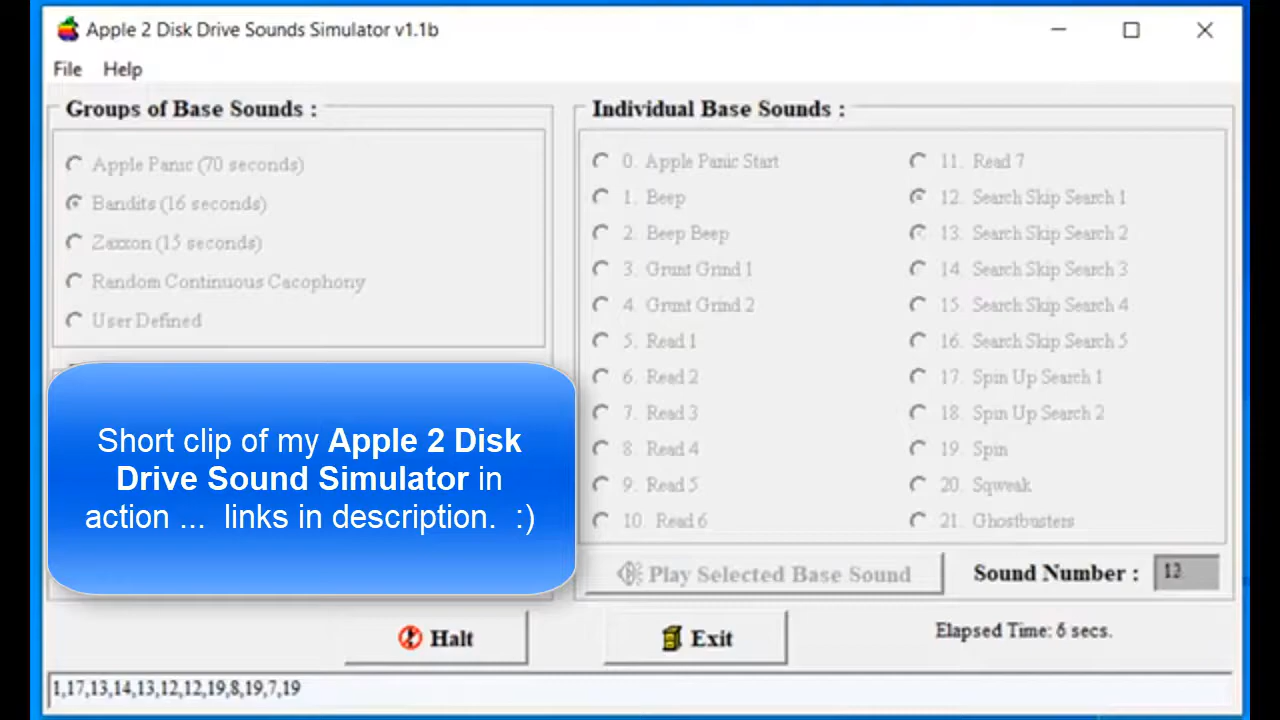 Apple 2 Disk Drive Sounds Simulator v1.1b
File Help
Groups of Base Sounds :
Apple Panic (70 seconds)
Bandits (16 seconds)
Zaxxon (15 seconds)
Random Continuous Cacophony
User Defined
Individual Base Sounds :
0. Apple Panic Start
1. Beep
2. Beep Beep
3. Grunt Grind 1
4. Grunt Grind 2
5. Read 1
6. Read 2
7. Read 3
8. Read 4
9. Read 5
10. Read 6
11. Read 7
12. Search Skip Search 1
13. Search Skip Search 2
14. Search Skip Search 3
15. Search Skip Search 4
16. Search Skip Search 5
17. Spin Up Search 1
18. Spin Up Search 2
19. Spin
20. Sqweak
21. Ghostbusters
Short clip of my Apple 2 Disk
Drive Sound Simulator in
action ... links in description. :)
Play Selected Base Sound
Sound Number : 12
Halt
Exit
Elapsed Time: 6 secs.
1,17,13,14,13,12,12,19,8,19,7,19